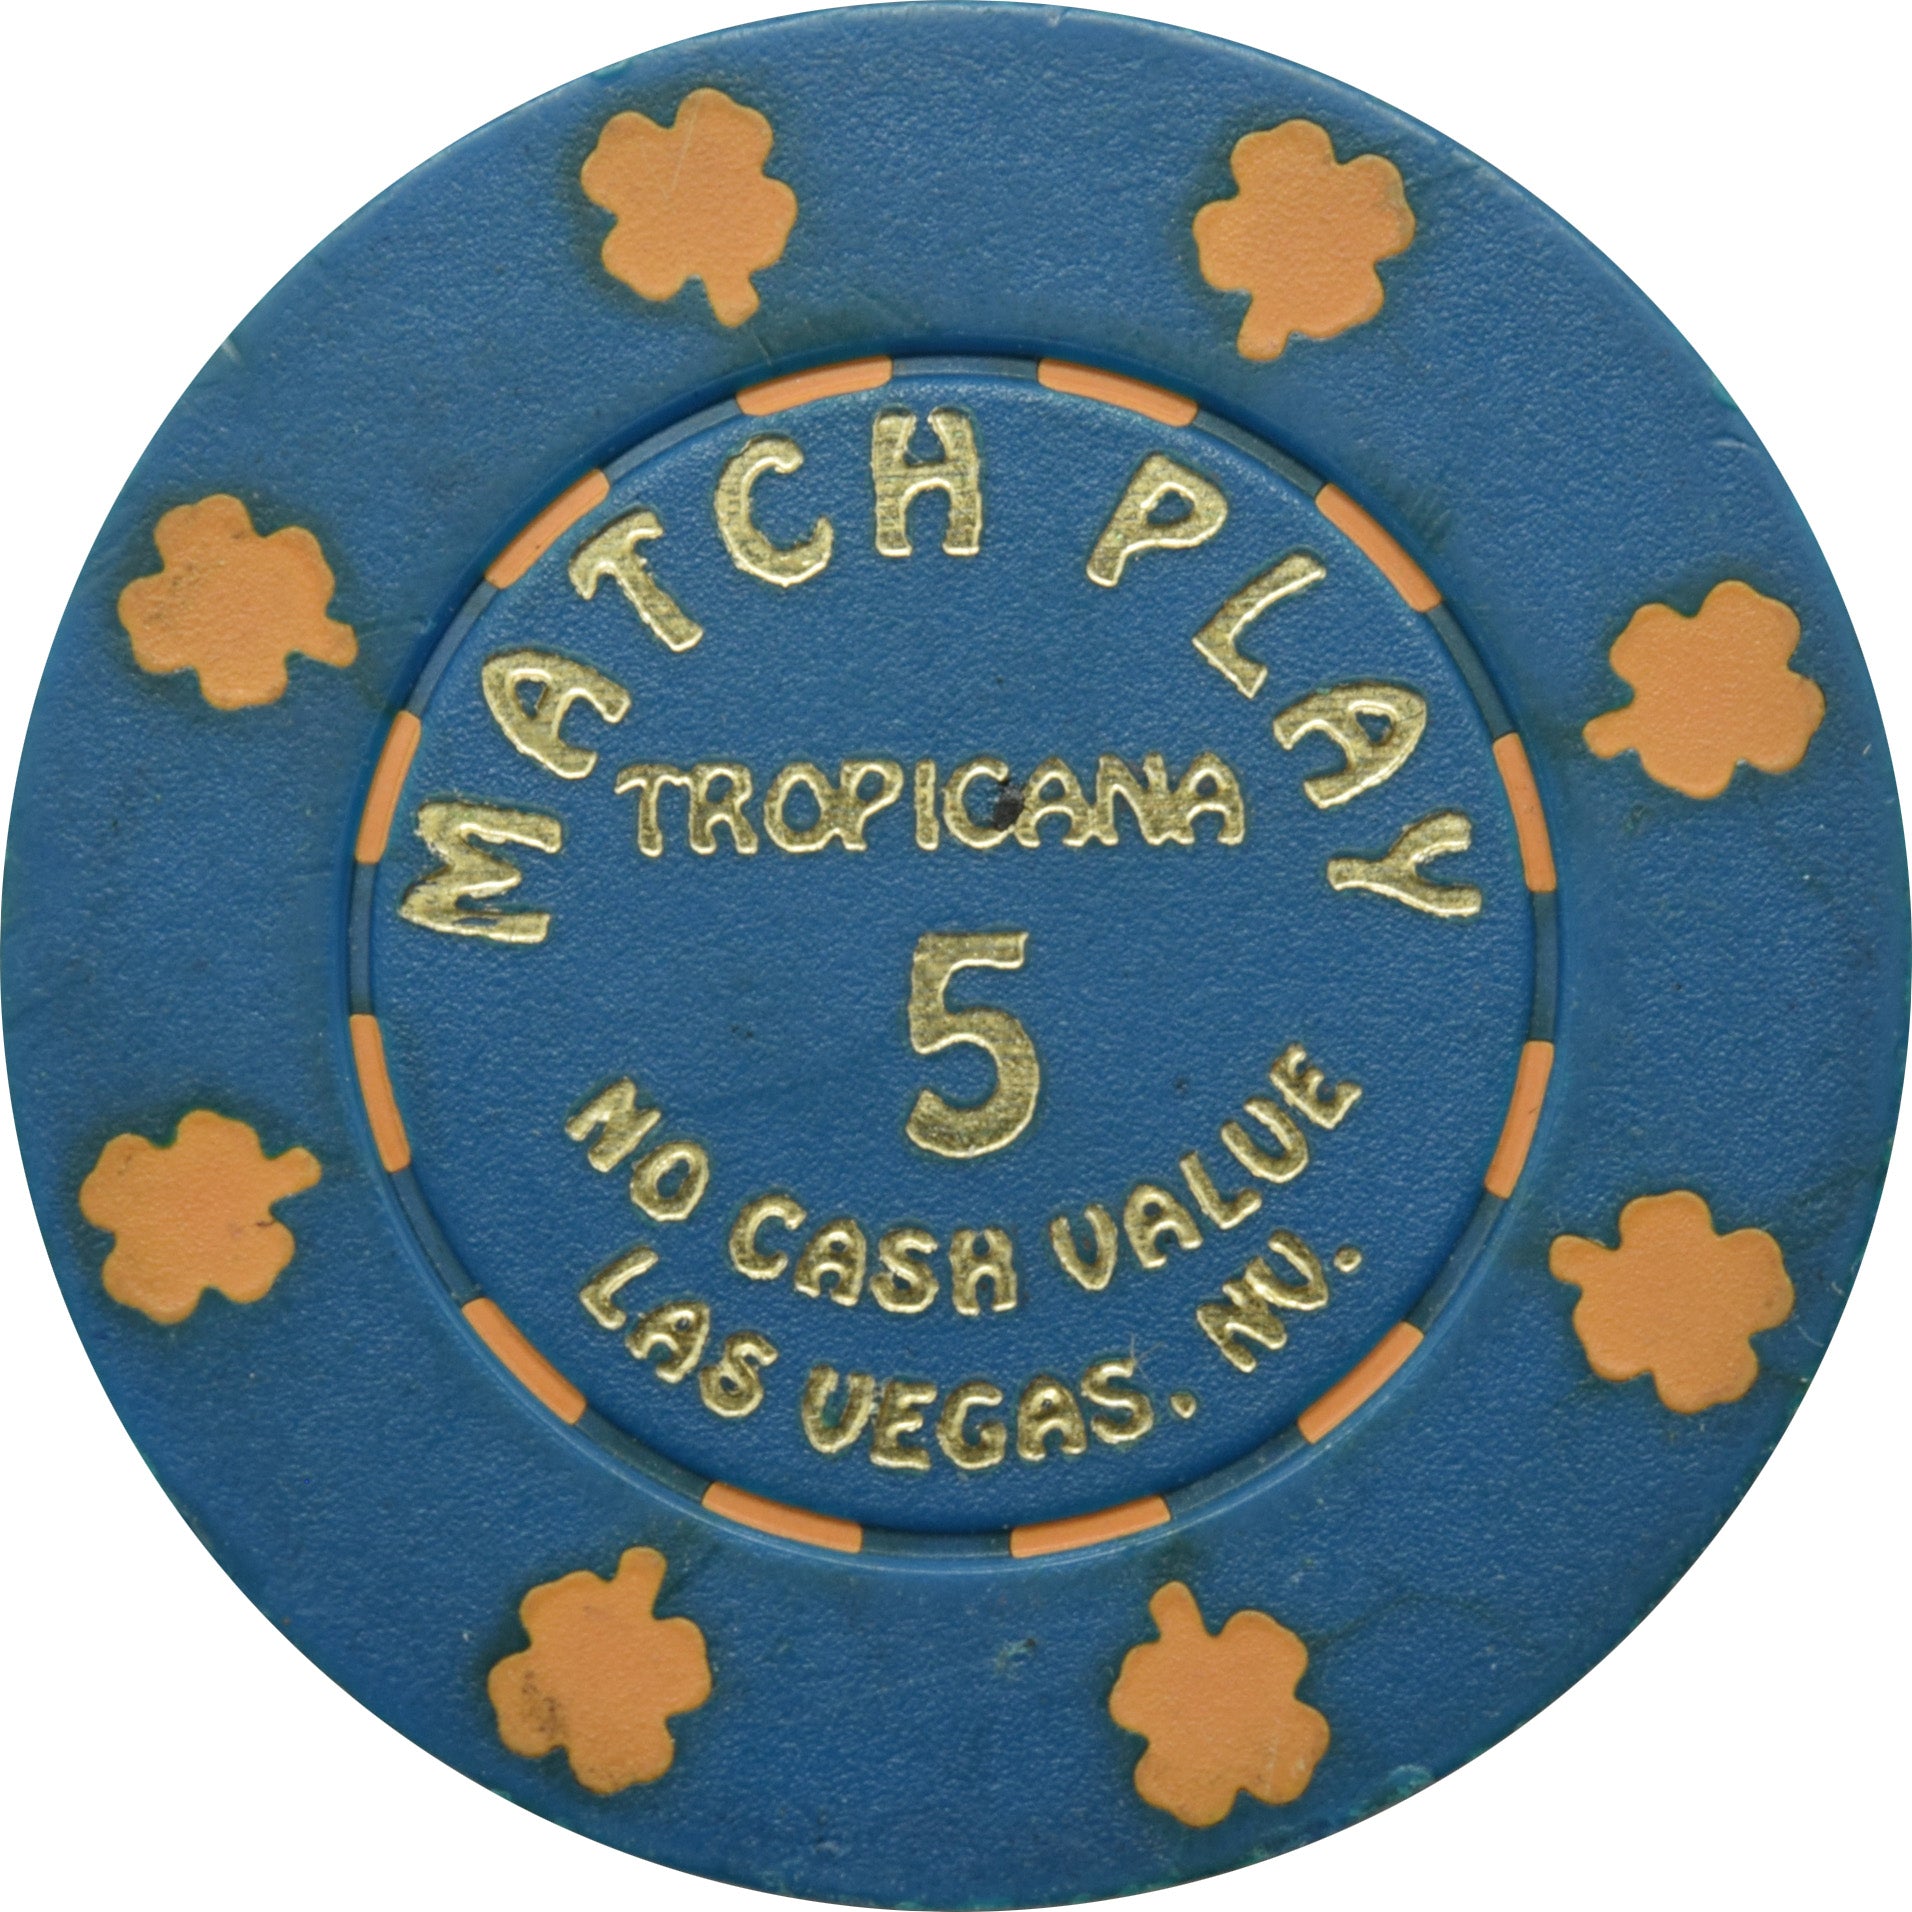 MATCH PLAY
TROPICANA
5
NO CASH VALUE
LAS VEGAS, NV.